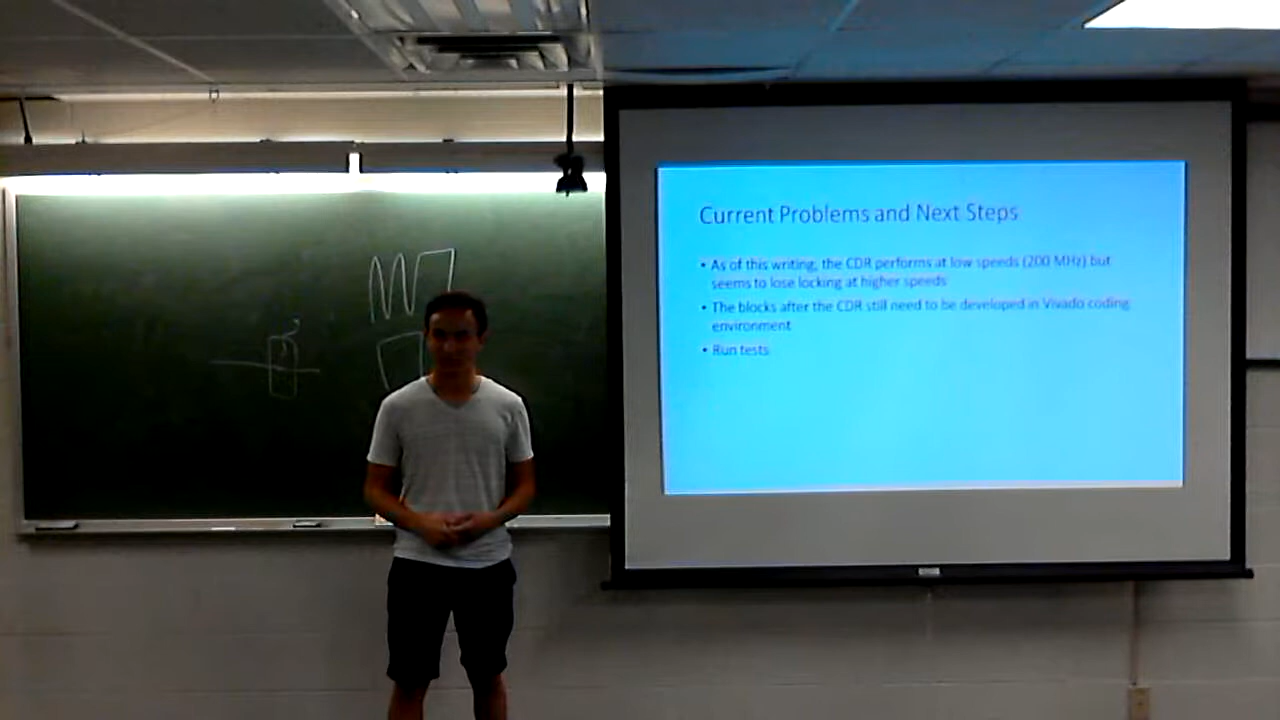 Current Problems and Next Steps
• As of this writing, the CDR performs at low speeds (200 MHz) but
seems to lose locking at higher speeds
• The blocks after the CDR still need to be developed in Vivado coding
environment
• Run tests